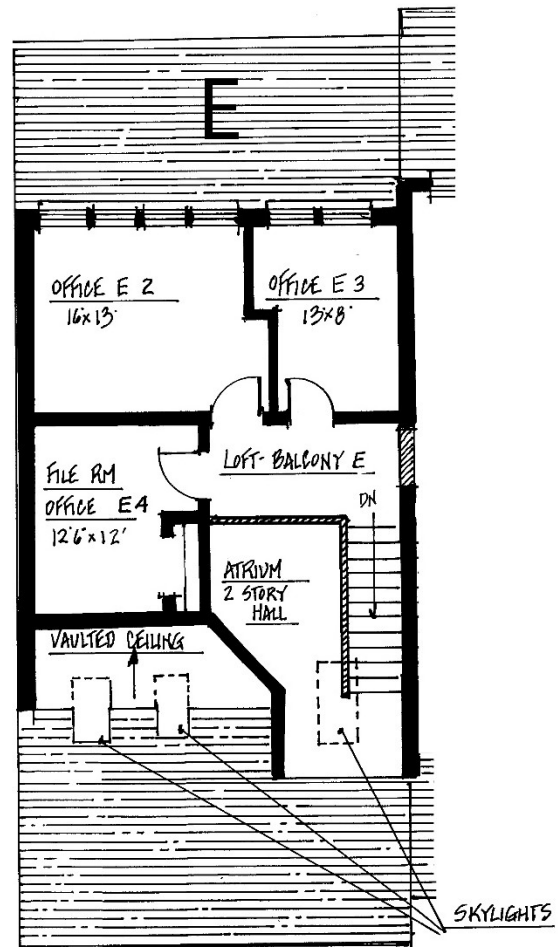 E
OFFICE E 2
16x13
OFFICE E 3
13x8
LOFT-BALCONY E
FILE RM
OFFICE E4
12'6"x12'
DN
ATRIUM
2 STORY
HALL
VAULTED CEILING
SKYLIGHTS